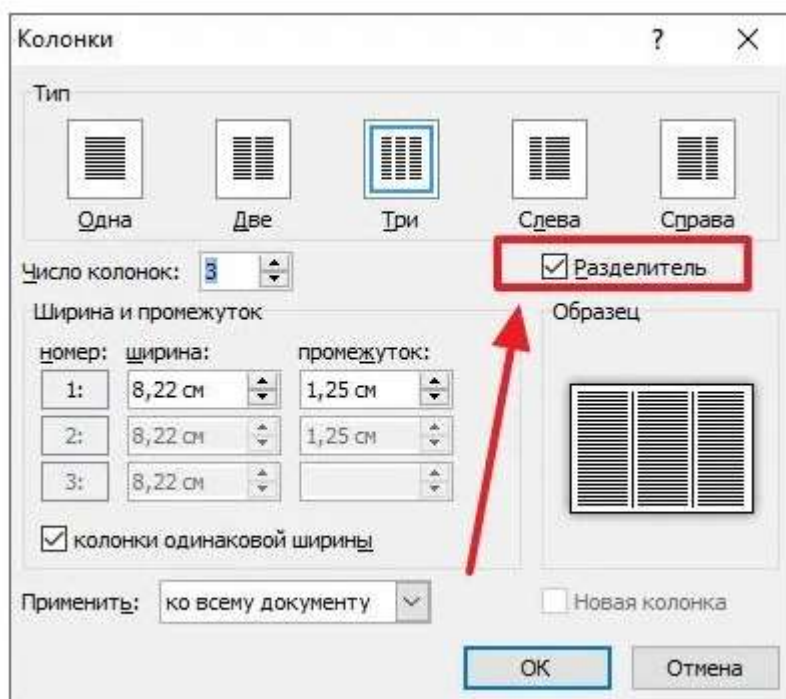 Колонки ?
Тип
Одна Две Три Слева Справа
Число колонок: 3 Разделитель
Ширина и промежуток Образец
номер: ширина: промежуток:
1: 8,22 см 1,25 см
2: 8,22 см 1,25 см
3: 8,22 см
колонки одинаковой ширины
Применить: ко всему документу Новая колонка
ОК Отмена